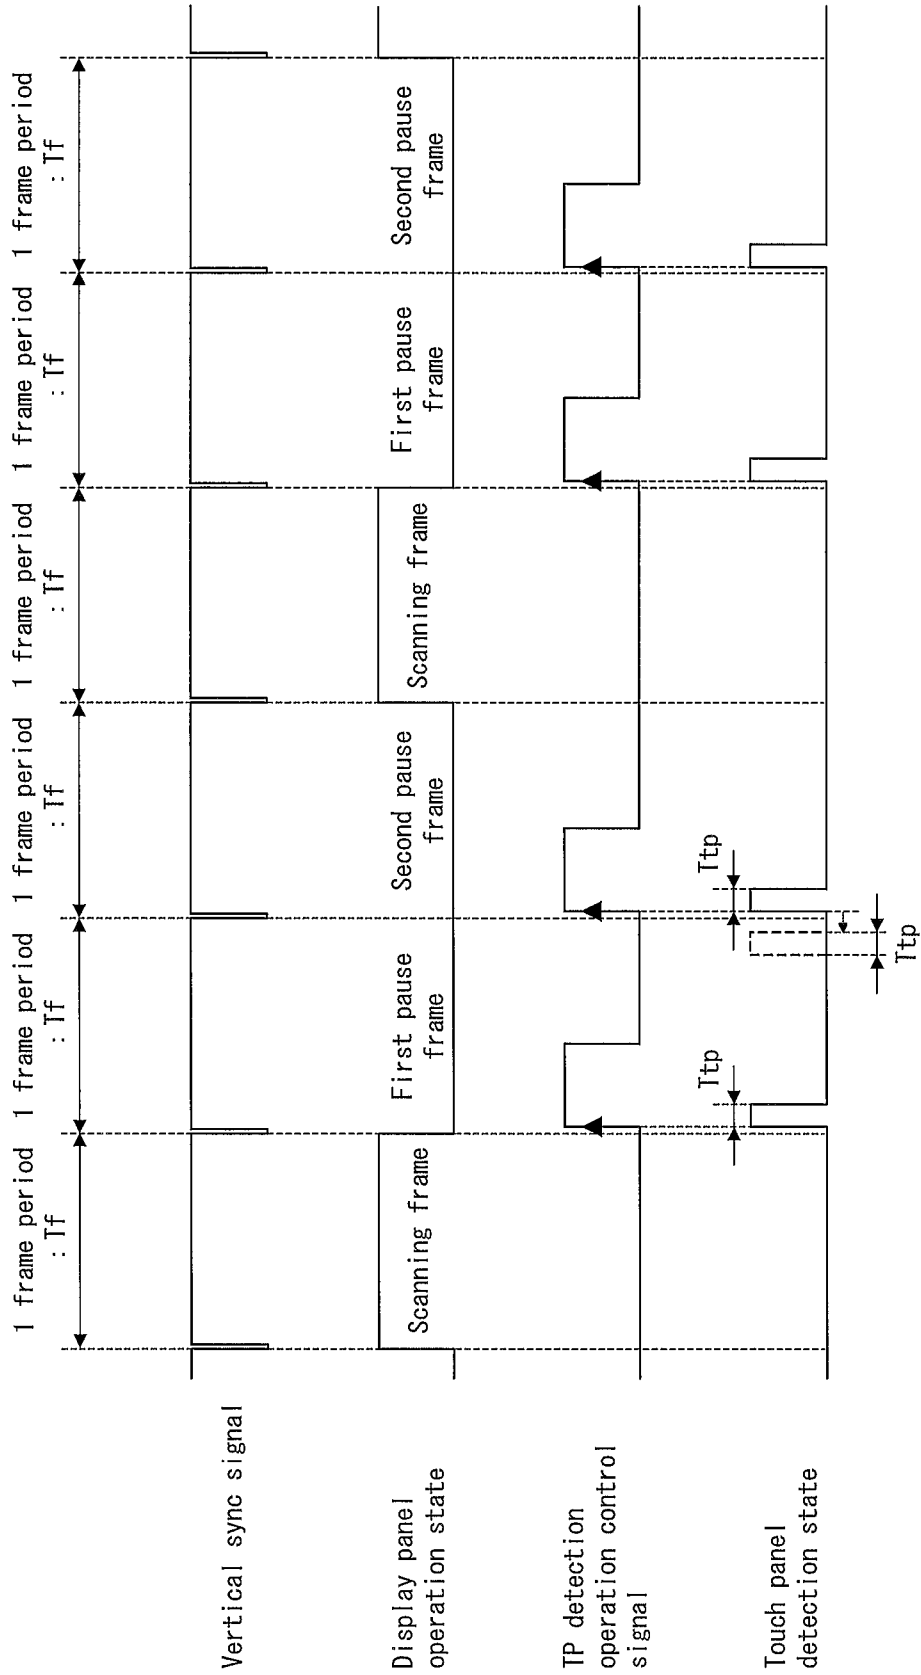 1 frame period
: Tf
1 frame period
: Tf
1 frame period
: Tf
1 frame period
: Tf
1 frame period
: Tf
1 frame period
: Tf
Vertical sync signal
Display panel
operation state
Scanning frame
First pause
frame
Second pause
frame
Scanning frame
First pause
frame
Second pause
frame
TP detection
operation control
signal
Touch panel
detection state
Ttp
Ttp
Ttp